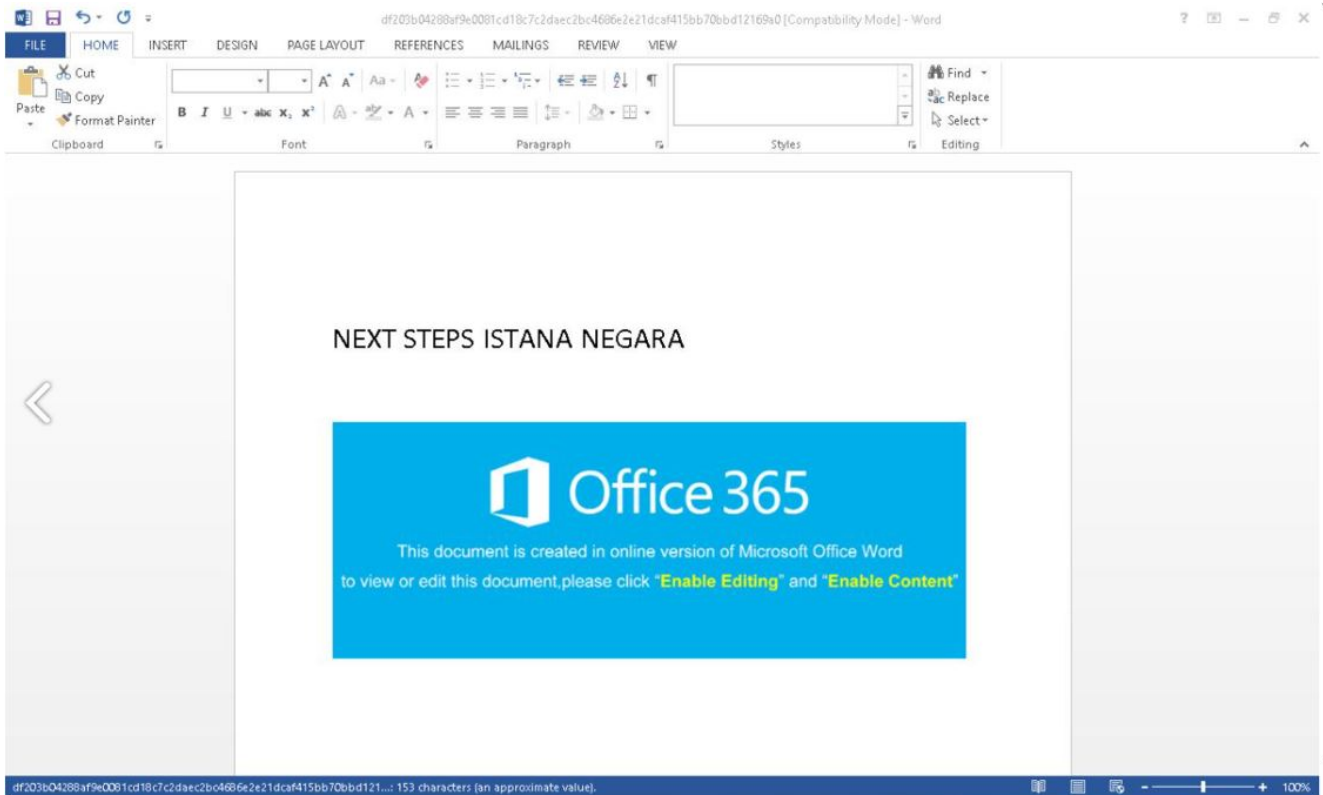 df203b04288af9e0081cd18c7c2daec2bc4686e2e21dcaf415bb70bbd12169a0 [Compatibility Mode] - Word
FILE HOME INSERT DESIGN PAGE LAYOUT REFERENCES MAILINGS REVIEW VIEW
Cut
Copy
Format Painter
Paste
Find
Replace
Select
Clipboard Font Paragraph Styles Editing
NEXT STEPS ISTANA NEGARA
Office 365
This document is created in online version of Microsoft Office Word
to view or edit this document,please click “Enable Editing” and “Enable Content”
df203b04288af9e0081cd18c7c2daec2bc4686e2e21dcaf415bb70bbd121...: 153 characters (an approximate value).
100%